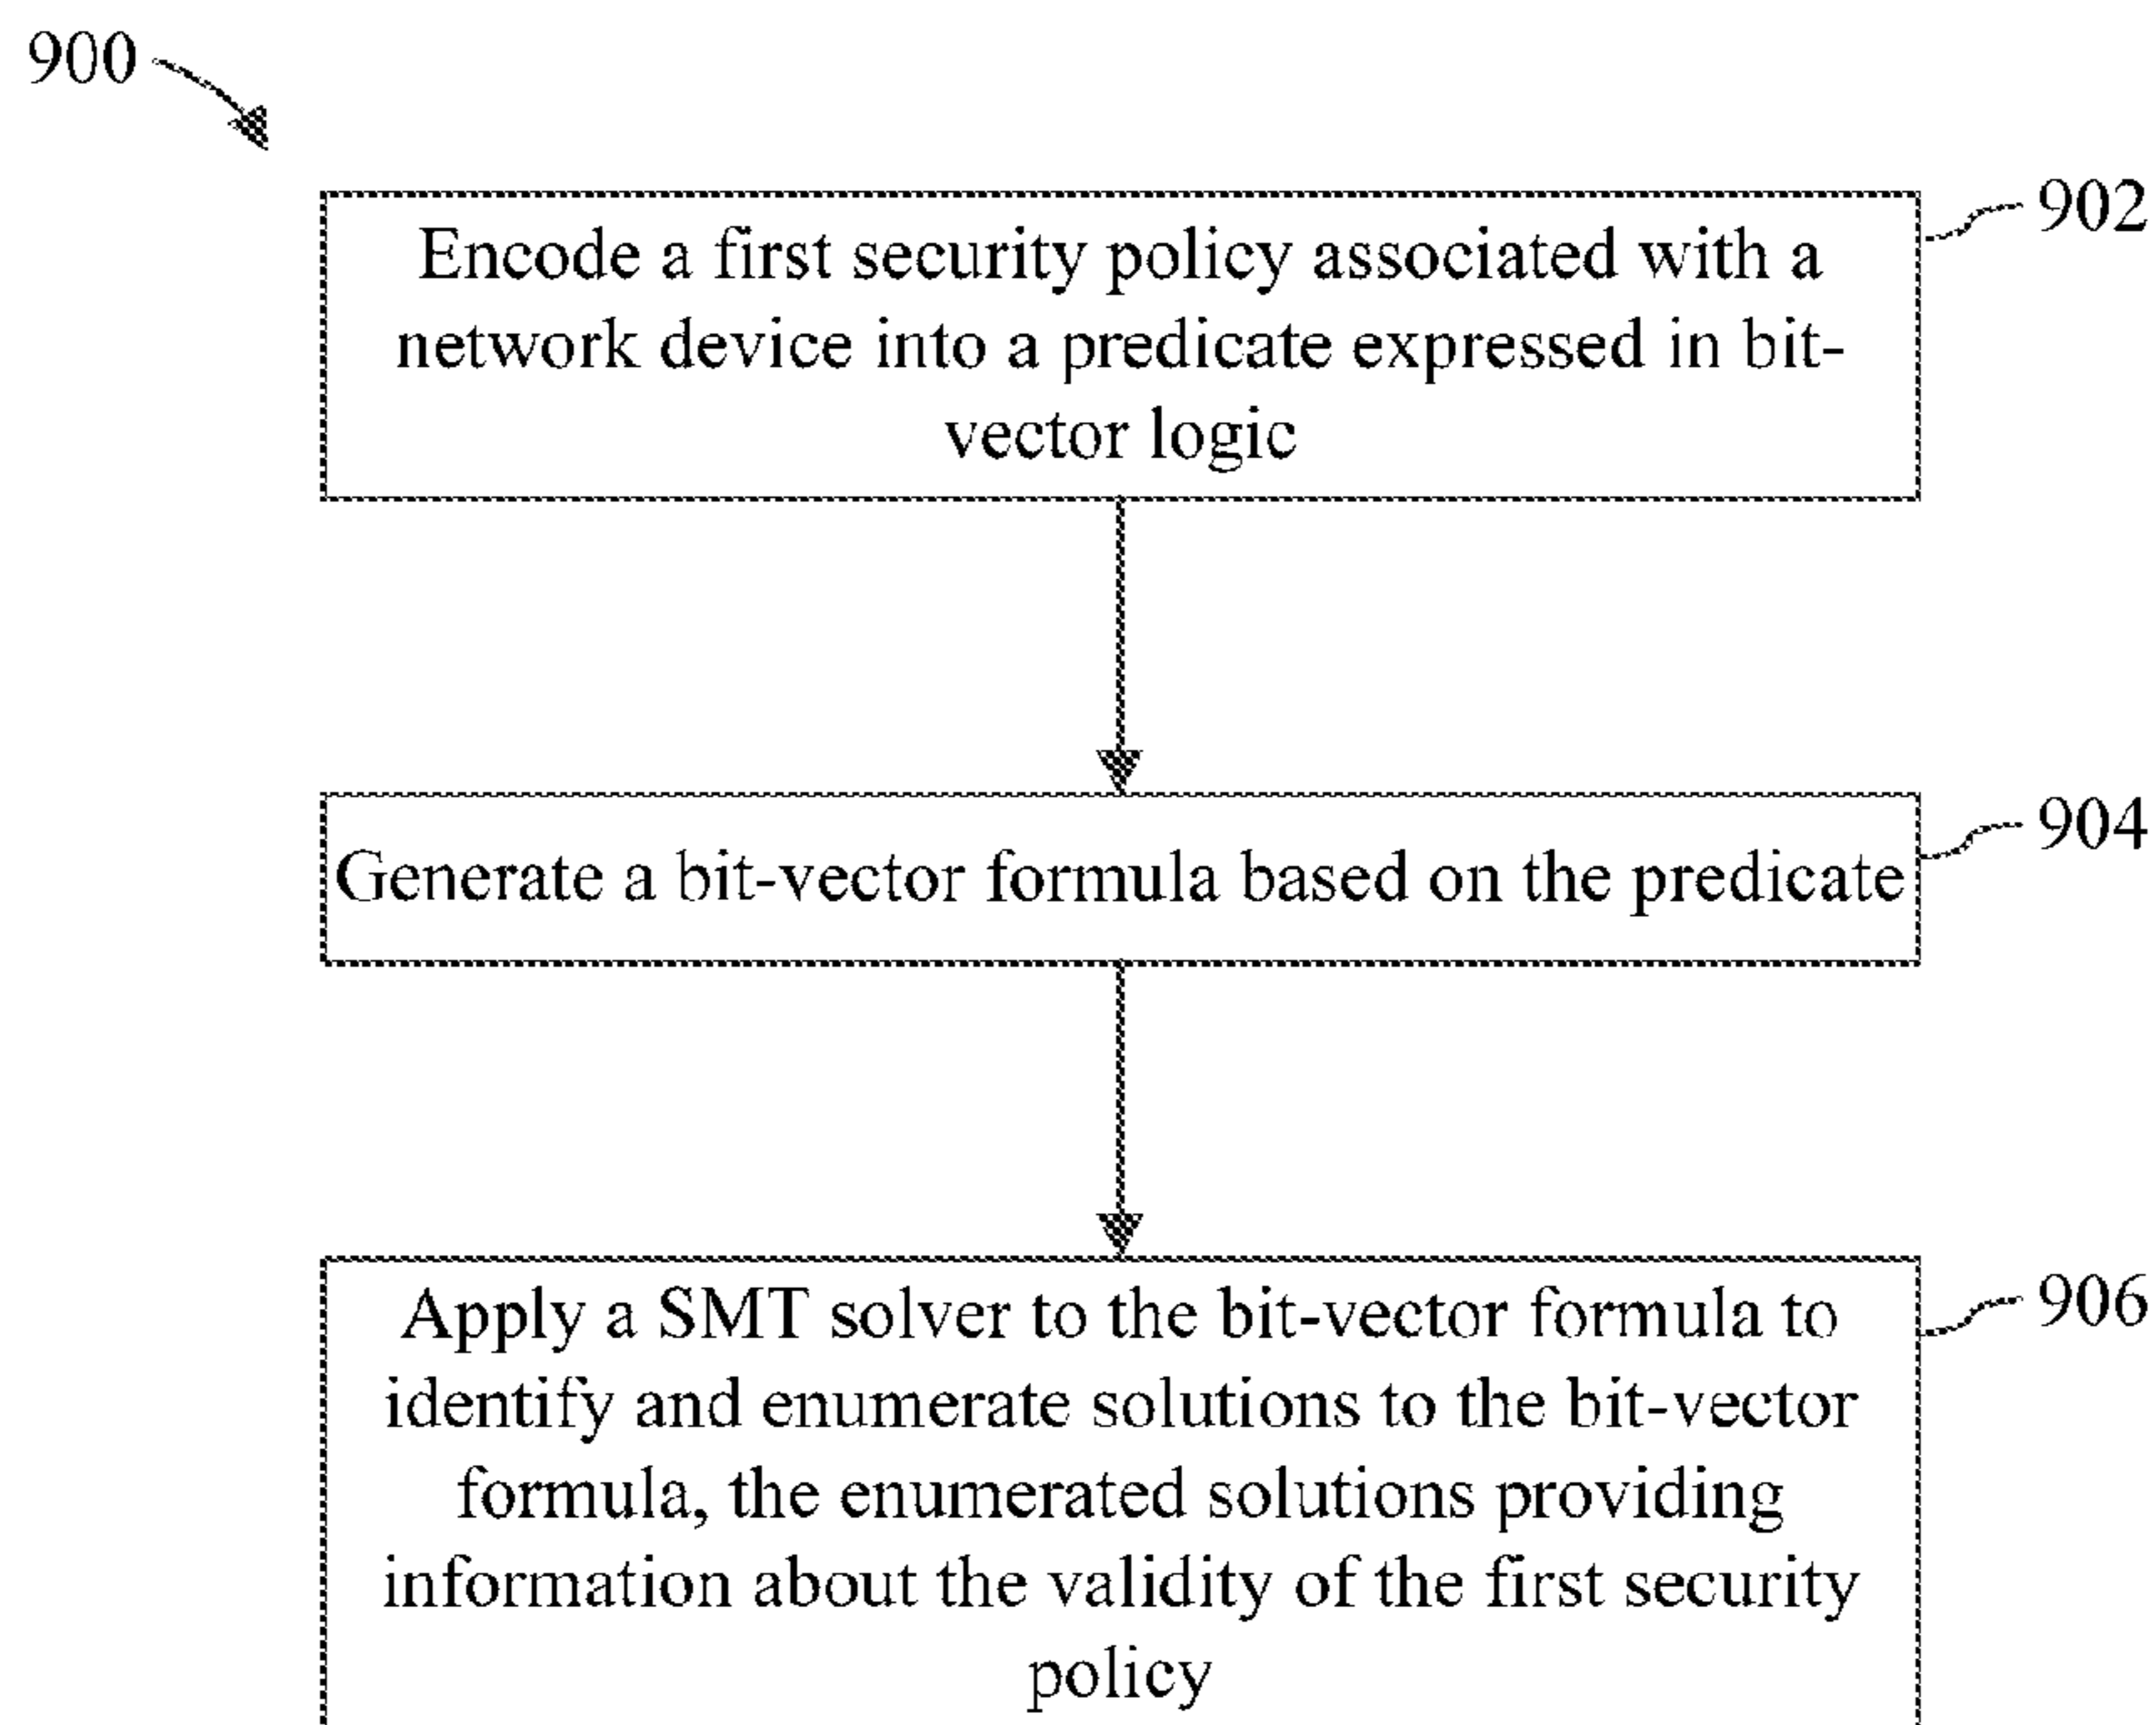 900
902
Encode a first security policy associated with a
network device into a predicate expressed in bit-
vector logic
904
Generate a bit-vector formula based on the predicate
906
Apply a SMT solver to the bit-vector formula to
identify and enumerate solutions to the bit-vector
formula, the enumerated solutions providing
information about the validity of the first security
policy